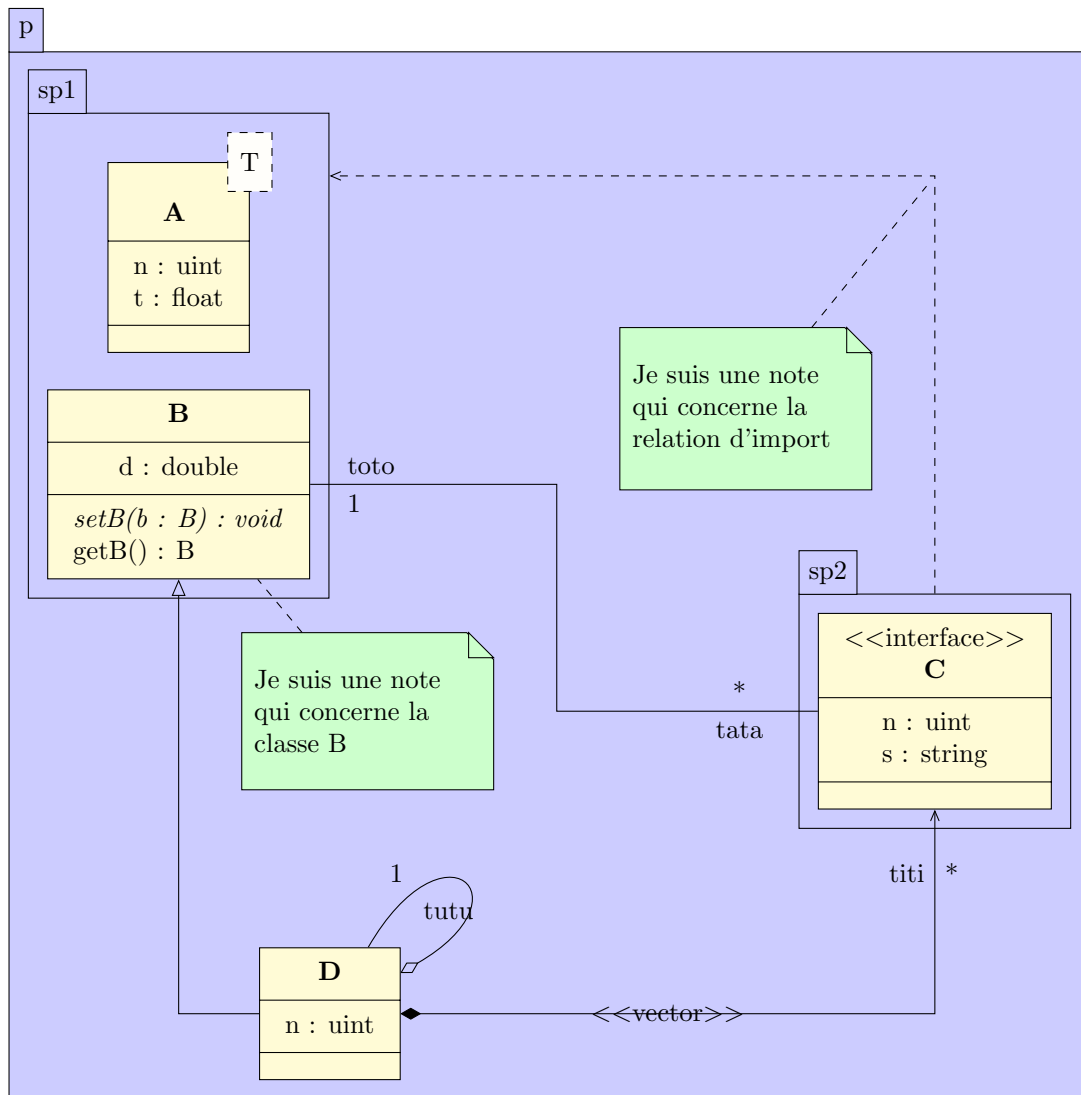 p
sp1
T
A
n : uint
t : float
B
d : double
setB(b : B) : void
getB() : B
toto
1
Je suis une note
qui concerne la
relation d'import
sp2
<<interface>>
C
n : uint
s : string
*
tata
Je suis une note
qui concerne la
classe B
titi *
1
tutu
D
n : uint
<<vector>>